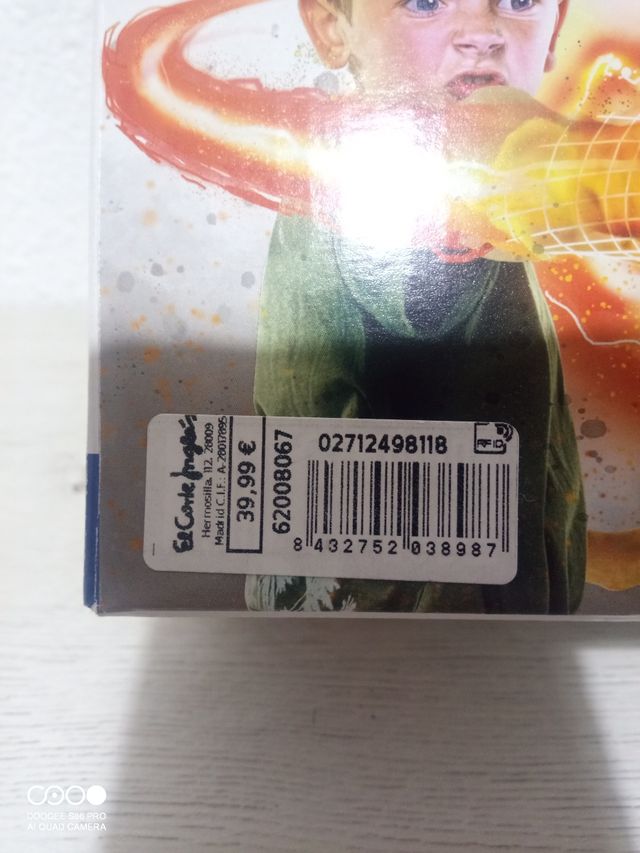 El Corte Inglés
Hermosilla, 112. 28009
Madrid C.I.F.: A-28017895
39,99 €
62008067
02712498118
RFID
8 432752 038987
DOOGEE S86 PRO
AI QUAD CAMERA